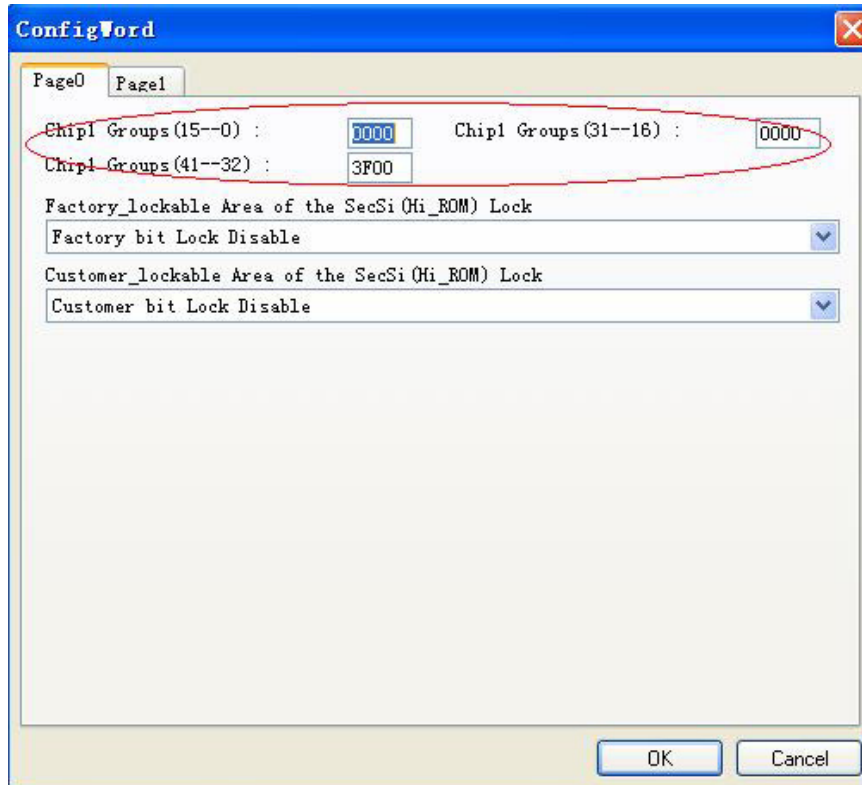 ConfigWord
Page0 Page1
Chip1 Groups(15--0) : 0000 Chip1 Groups(31--16) : 0000
Chip1 Groups(41--32) : 3F00
Factory_lockable Area of the SecSi(Hi_ROM) Lock
Factory bit Lock Disable
Customer_lockable Area of the SecSi(Hi_ROM) Lock
Customer bit Lock Disable
OK Cancel